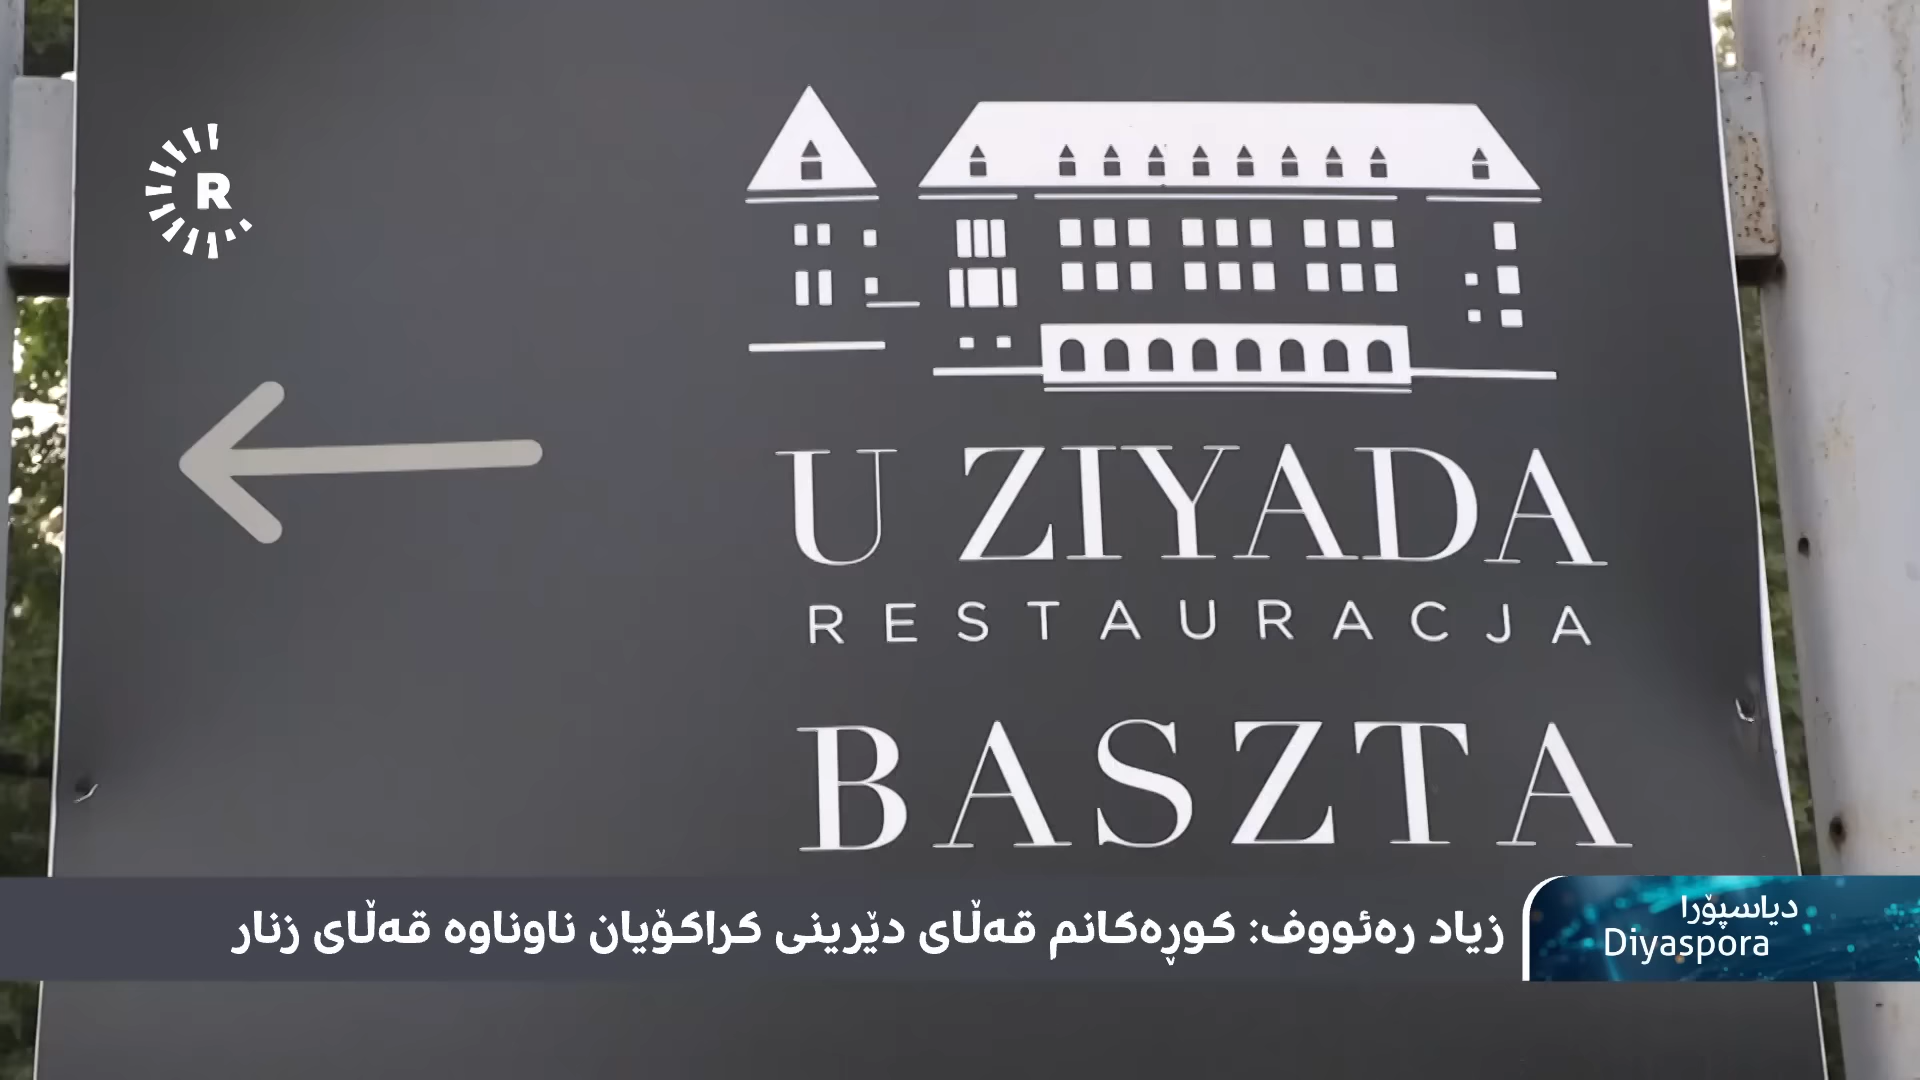 R
U ZIYADA
RESTAURACJA
BASZTA
زیاد رەئووف: کوڕەکانم قەڵای دێرینی کراکۆیان ناوناوە قەڵای زنار
دیاسپۆرا
Diyaspora